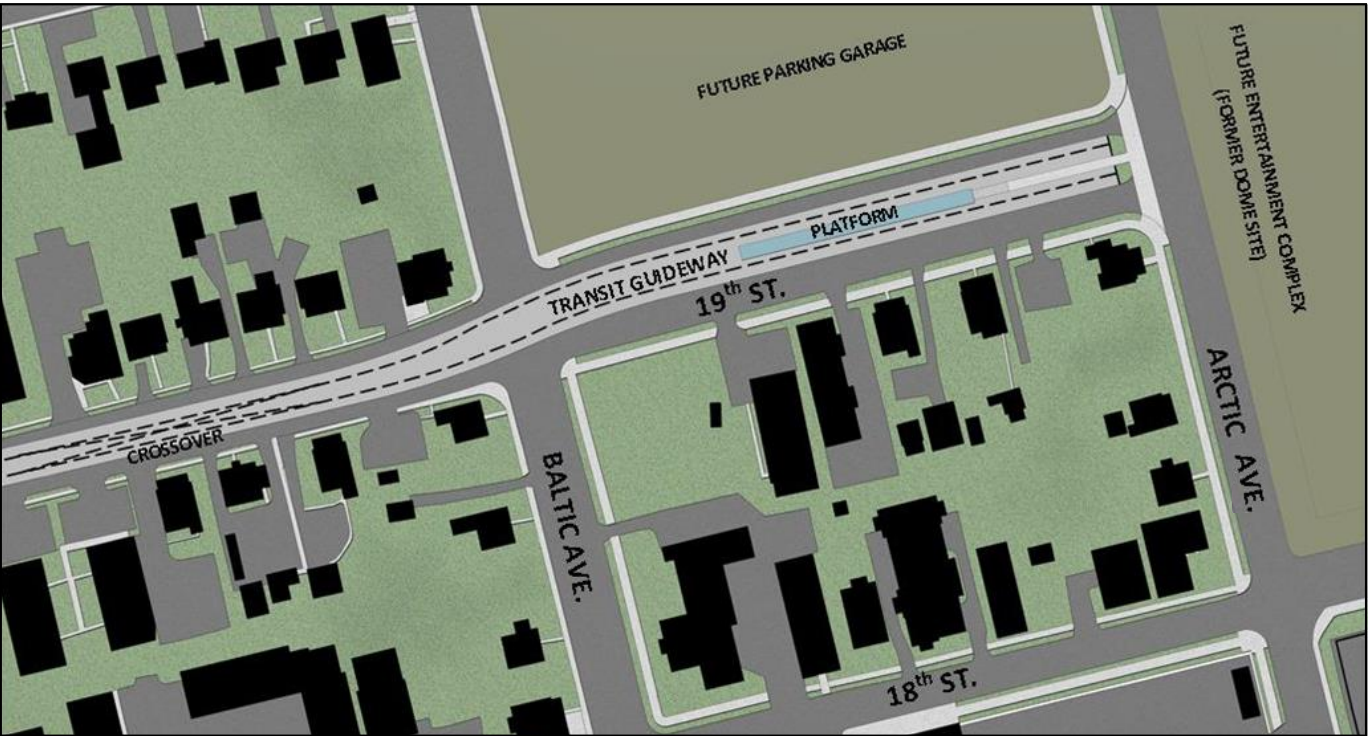 FUTURE PARKING GARAGE
FUTURE ENTERTAINMENT COMPLEX
(FORMER DOME SITE)
PLATFORM
TRANSIT GUIDEWAY
19th ST.
CROSSOVER
BALTIC AVE.
ARCTIC AVE.
18th ST.